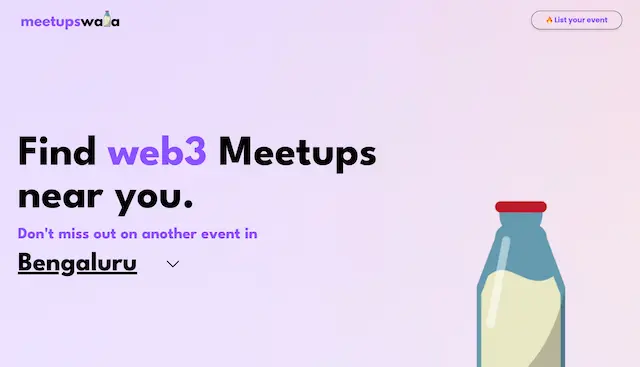 meetupswala
🔥List your event
Find web3 Meetups
near you.
Don't miss out on another event in
Bengaluru